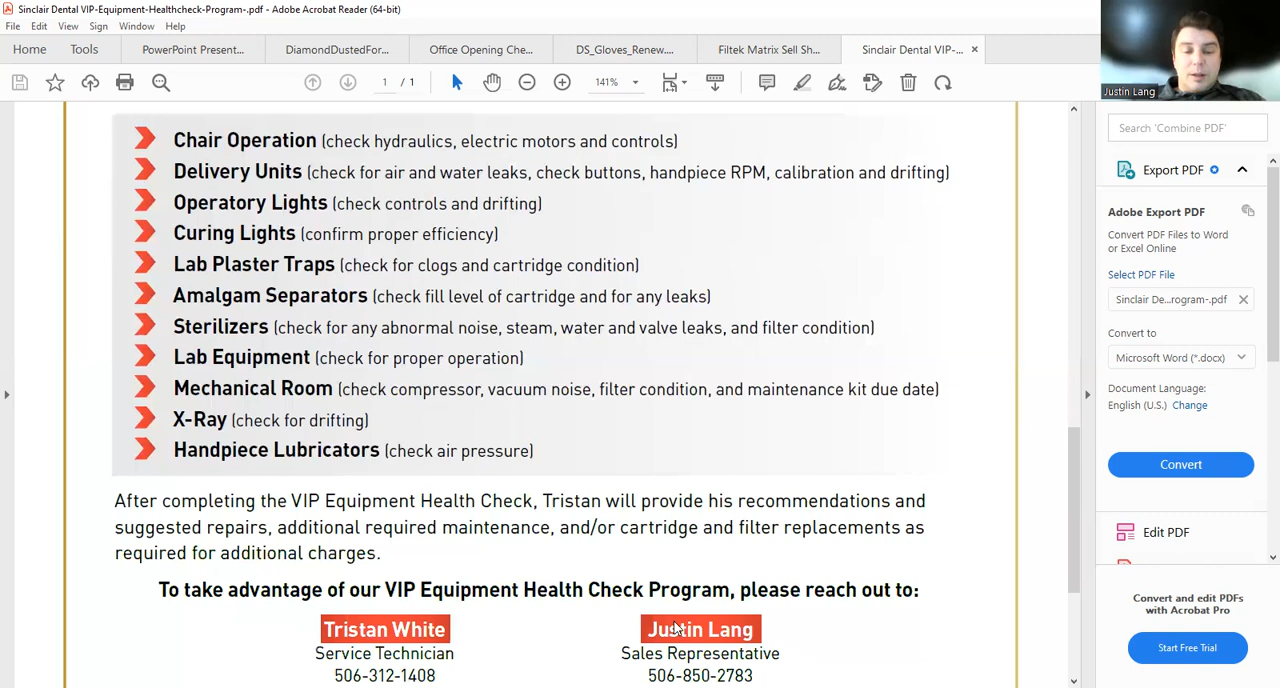 Sinclair Dental VIP-Equipment-Healthcheck-Program-.pdf - Adobe Acrobat Reader (64-bit)
File Edit View Sign Window Help
Home Tools PowerPoint Present... DiamondDustedFor... Office Opening Che... DS_Gloves_Renew.... Filtek Matrix Sell Sh... Sinclair Dental VIP-... ×
1 / 1 141%
Justin Lang
Chair Operation (check hydraulics, electric motors and controls)
Delivery Units (check for air and water leaks, check buttons, handpiece RPM, calibration and drifting)
Operatory Lights (check controls and drifting)
Curing Lights (confirm proper efficiency)
Lab Plaster Traps (check for clogs and cartridge condition)
Amalgam Separators (check fill level of cartridge and for any leaks)
Sterilizers (check for any abnormal noise, steam, water and valve leaks, and filter condition)
Lab Equipment (check for proper operation)
Mechanical Room (check compressor, vacuum noise, filter condition, and maintenance kit due date)
X-Ray (check for drifting)
Handpiece Lubricators (check air pressure)
After completing the VIP Equipment Health Check, Tristan will provide his recommendations and
suggested repairs, additional required maintenance, and/or cartridge and filter replacements as
required for additional charges.
To take advantage of our VIP Equipment Health Check Program, please reach out to:
Tristan White
Service Technician
506-312-1408
Justin Lang
Sales Representative
506-850-2783
Search 'Combine PDF'
Export PDF
Adobe Export PDF
Convert PDF Files to Word
or Excel Online
Select PDF File
Sinclair De...rogram-.pdf
Convert to
Microsoft Word (*.docx)
Document Language:
English (U.S.) Change
Convert
Edit PDF
Convert and edit PDFs
with Acrobat Pro
Start Free Trial